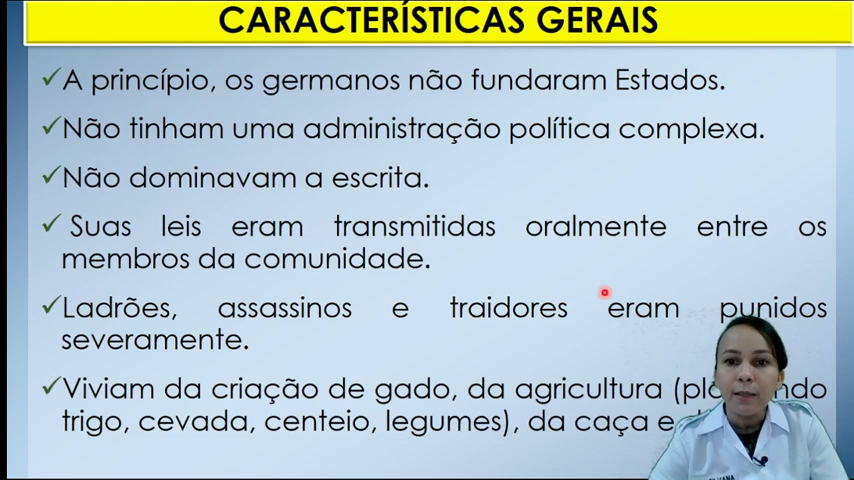 CARACTERÍSTICAS GERAIS
✓A princípio, os germanos não fundaram Estados.
✓Não tinham uma administração política complexa.
✓Não dominavam a escrita.
✓ Suas leis eram transmitidas oralmente entre os
membros da comunidade.
✓Ladrões, assassinos e traidores eram punidos
severamente.
✓Viviam da criação de gado, da agricultura
trigo, cevada, centeio, legumes), da caça e